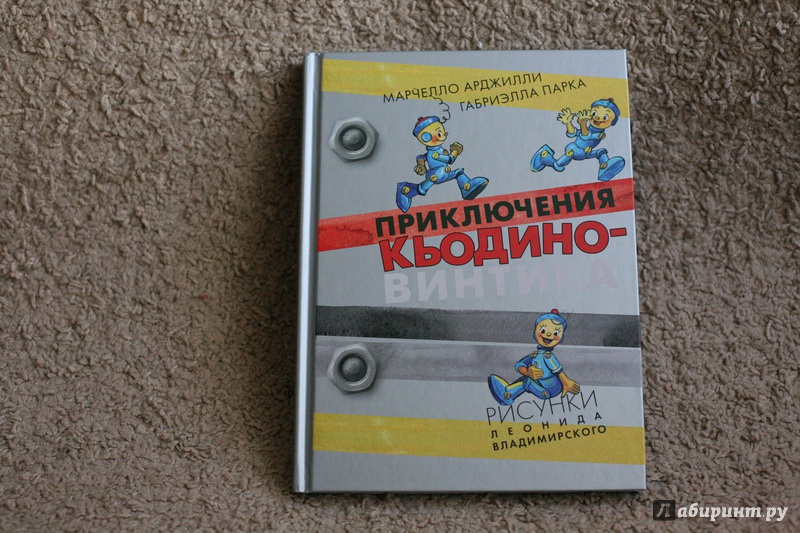 МАРЧЕЛЛО АРДЖИЛЛИ
ГАБРИЭЛЛА ПАРКА
ПРИКЛЮЧЕНИЯ
КЬОДИНО-
ВИНТИКА
РИСУНКИ
ЛЕОНИДА
ВЛАДИМИРСКОГО
Лабиринт.ру